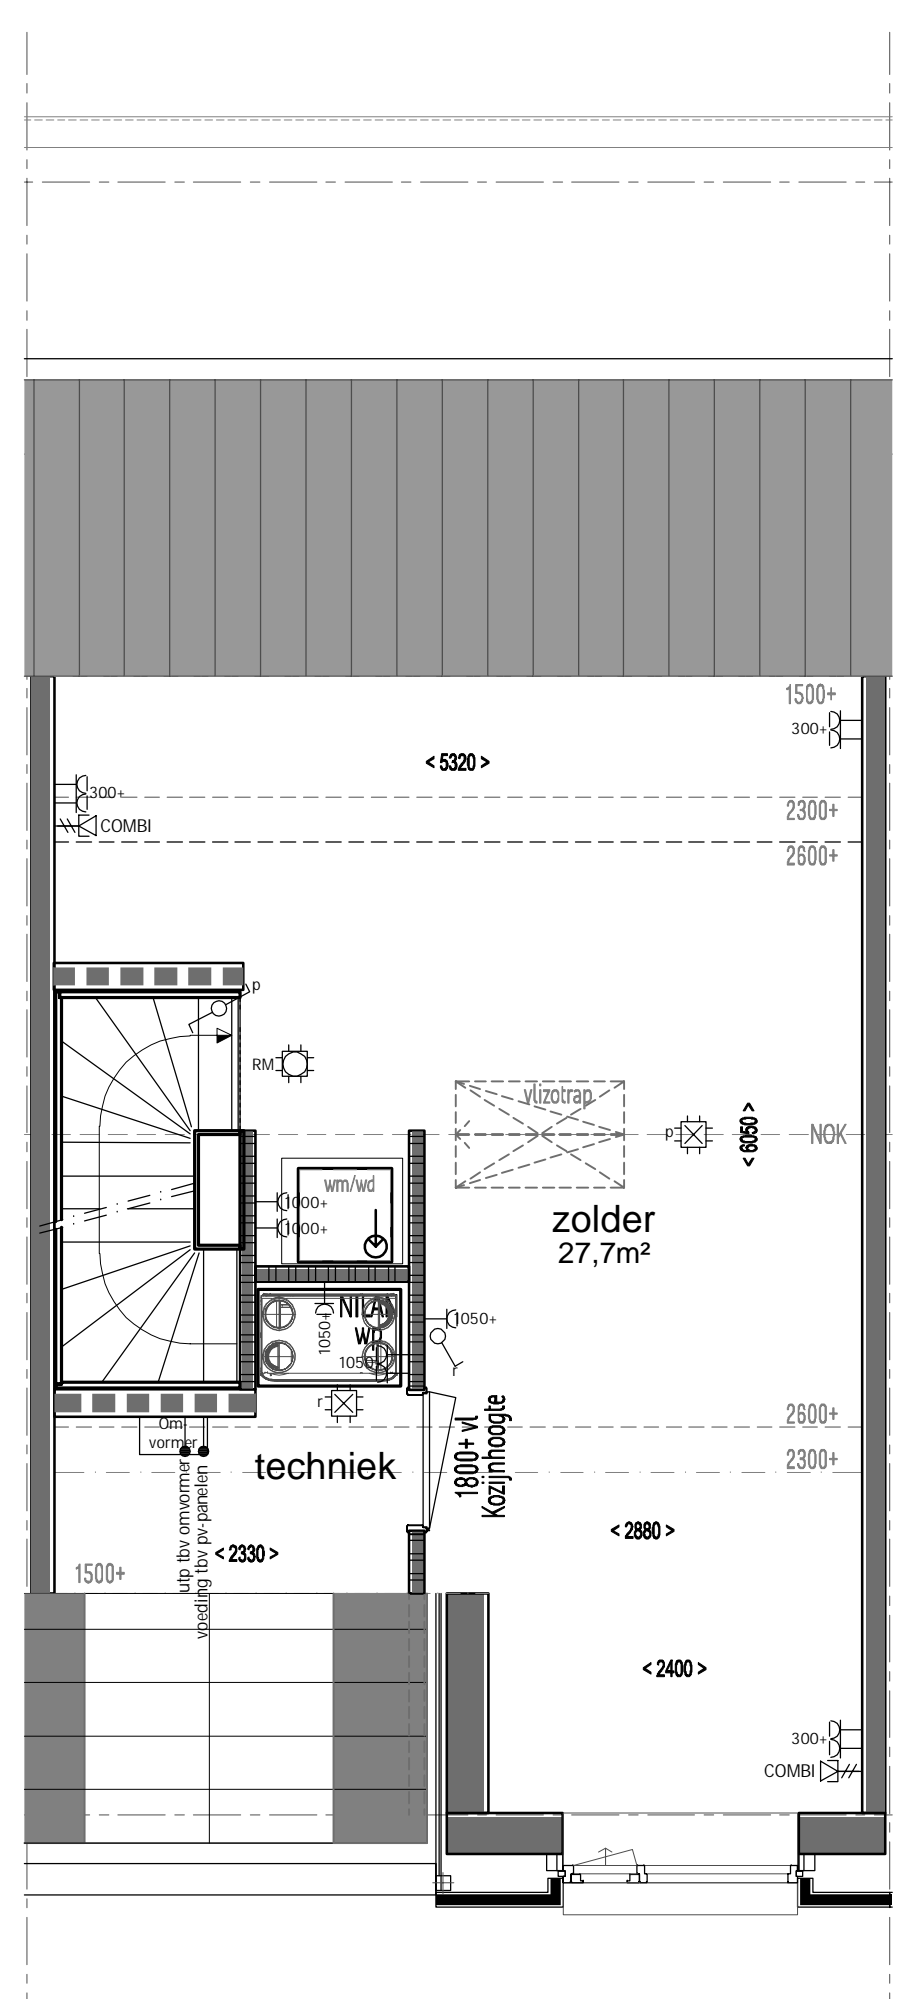 1500+
300+
< 5320 >
300+
2300+
COMBI
2600+
p
RM
vlizotrap
p
< 6050 >
NOK
wm/wd
1000+
1000+
zolder
27,7m²
NILAN
wp
1050+
1050+
1050+
r
r
2600+
Om-
vormer
1800+ vl
Kozijnhoogte
techniek
2300+
utp tbv omvormer
voeding tbv pv-panelen
< 2330 >
< 2880 >
1500+
< 2400 >
300+
COMBI